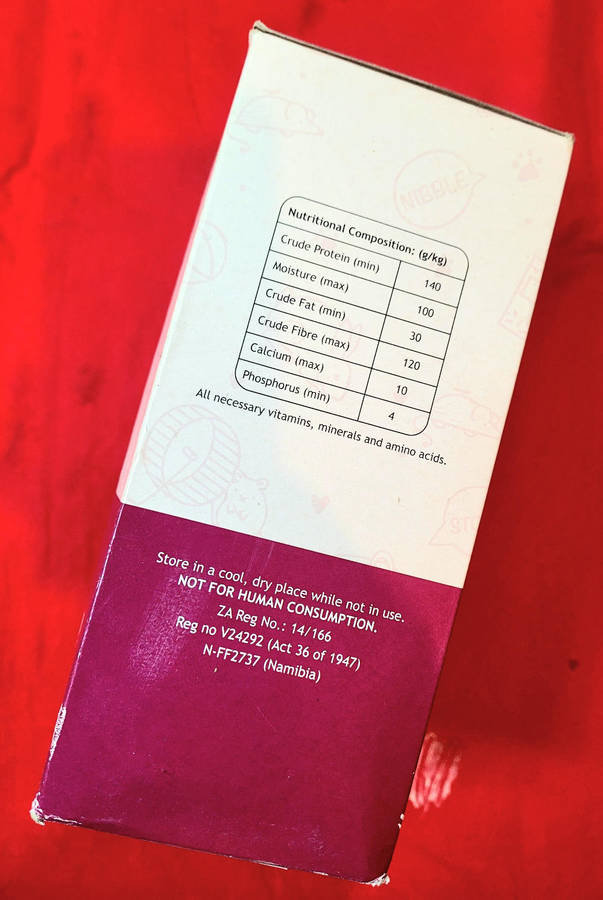 NIBBLE
Nutritional Composition: (g/kg)
Crude Protein (min) 140
Moisture (max) 100
Crude Fat (min) 30
Crude Fibre (max) 120
Calcium (max) 10
Phosphorus (min) 4
All necessary vitamins, minerals and amino acids.
Store in a cool, dry place while not in use.
NOT FOR HUMAN CONSUMPTION.
ZA Reg No.: 14/166
Reg no V24292 (Act 36 of 1947)
N-FF2737 (Namibia)